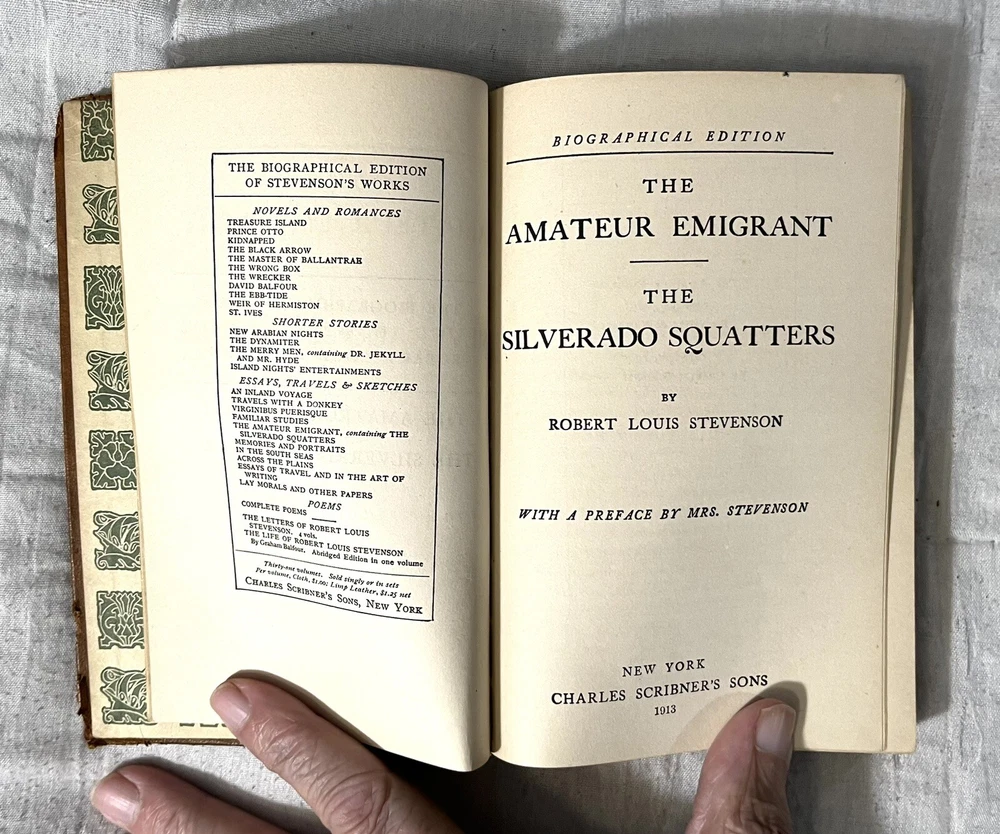 THE BIOGRAPHICAL EDITION
OF STEVENSON'S WORKS
NOVELS AND ROMANCES
TREASURE ISLAND
PRINCE OTTO
KIDNAPPED
THE BLACK ARROW
THE MASTER OF BALLANTRAE
THE WRONG BOX
THE WRECKER
DAVID BALFOUR
THE EBB-TIDE
WEIR OF HERMISTON
ST. IVES
SHORTER STORIES
NEW ARABIAN NIGHTS
THE DYNAMITER
THE MERRY MEN, containing DR. JEKYLL
AND MR. HYDE
ISLAND NIGHTS' ENTERTAINMENTS
ESSAYS, TRAVELS & SKETCHES
AN INLAND VOYAGE
TRAVELS WITH A DONKEY
VIRGINIBUS PUERISQUE
FAMILIAR STUDIES
THE AMATEUR EMIGRANT, containing THE
SILVERADO SQUATTERS
MEMORIES AND PORTRAITS
IN THE SOUTH SEAS
ACROSS THE PLAINS
ESSAYS OF TRAVEL AND IN THE ART OF
WRITING
LAY MORALS AND OTHER PAPERS
POEMS
COMPLETE POEMS
THE LETTERS OF ROBERT LOUIS
STEVENSON. 4 vols.
THE LIFE OF ROBERT LOUIS STEVENSON
By Graham Balfour. Abridged Edition in one volume
Thirty-one volumes. Sold singly or in sets
Per volume, Cloth, $1.00; Limp Leather, $1.25 net
CHARLES SCRIBNER'S SONS, NEW YORK
BIOGRAPHICAL EDITION
THE
AMATEUR EMIGRANT
THE
SILVERADO SQUATTERS
BY
ROBERT LOUIS STEVENSON
WITH A PREFACE BY MRS. STEVENSON
NEW YORK
CHARLES SCRIBNER'S SONS
1913